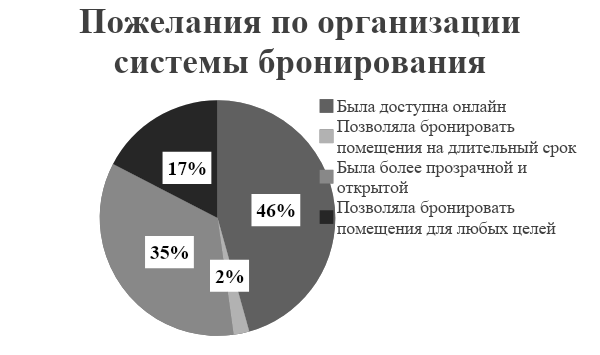 Пожелания по организации
системы бронирования
Была доступна онлайн
Позволяла бронировать
помещения на длительный срок
Была более прозрачной и
открытой
Позволяла бронировать
помещения для любых целей
17%
46%
35%
2%